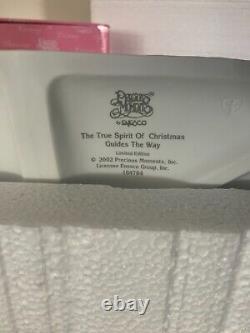 Precious
Moments
by ENESCO
The True Spirit Of Christmas
Guides The Way
Limited Edition
© 2002 Precious Moments, Inc.
Licensee Enesco Group, Inc.
104784